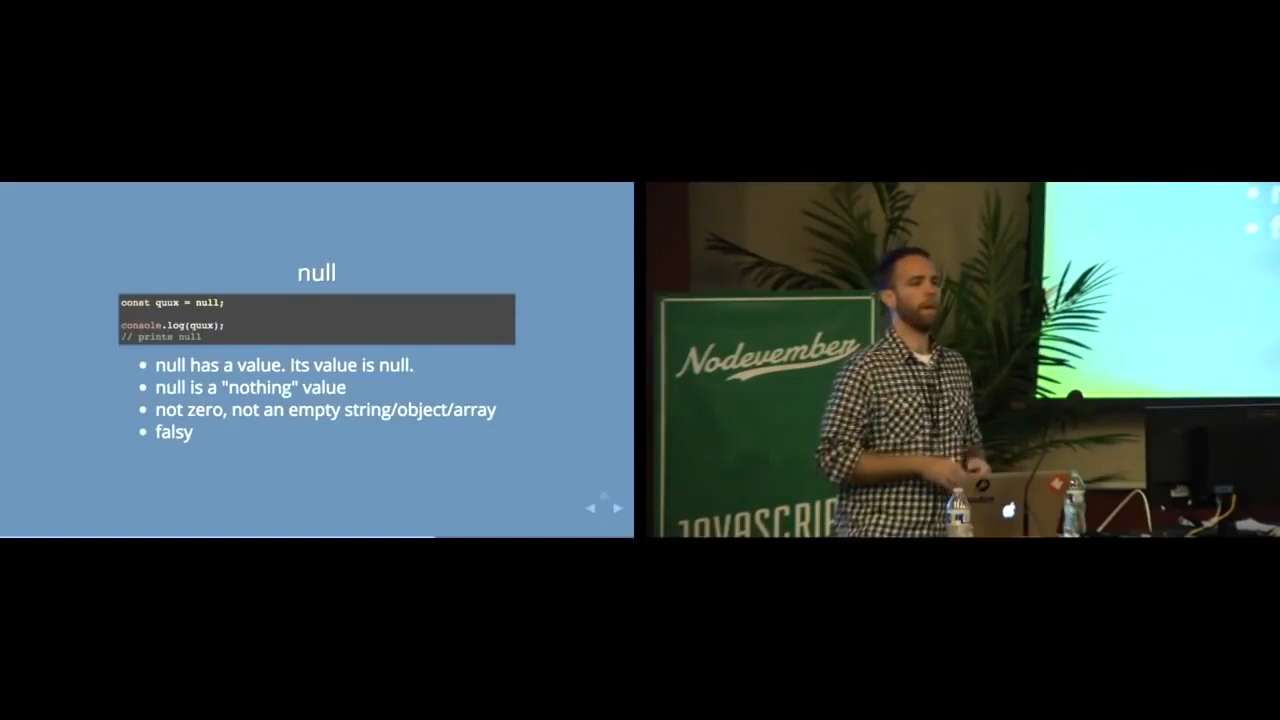 null
const quux = null;
console.log(quux);
// prints null
• null has a value. Its value is null.
• null is a "nothing" value
• not zero, not an empty string/object/array
• falsy
Nodevember
JAVASCRIP